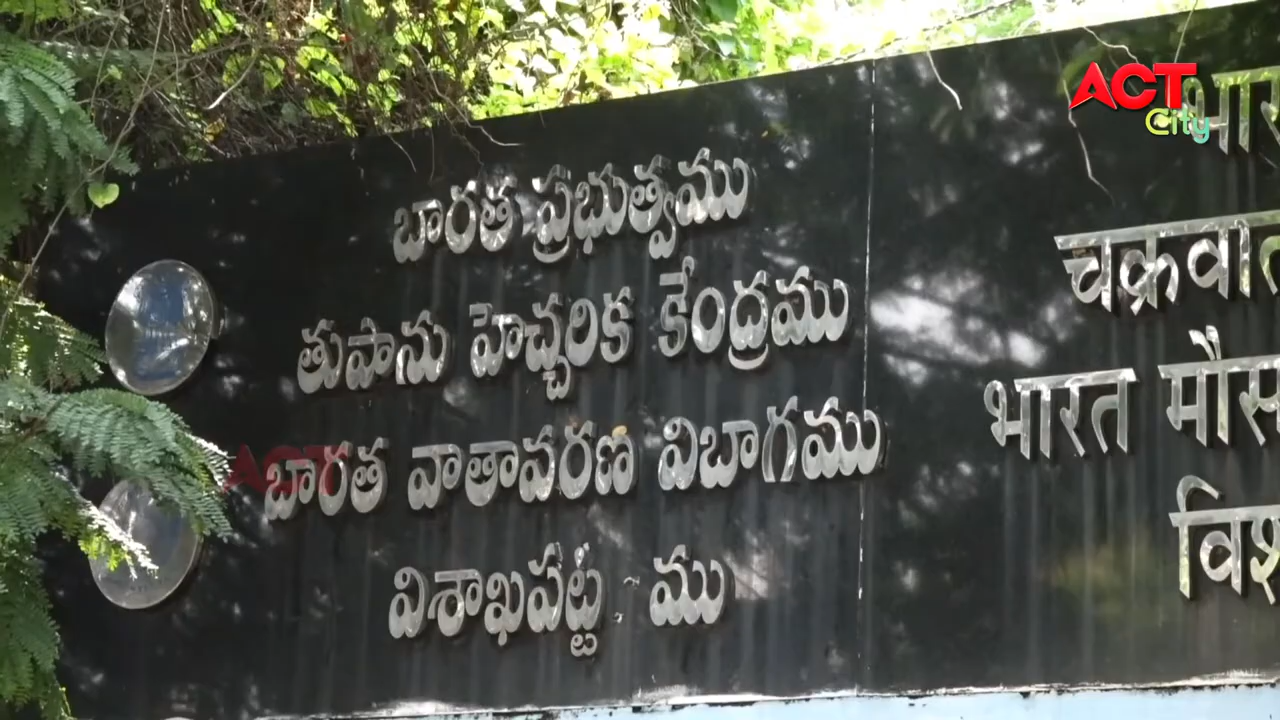 ACT
City
భారత ప్రభుత్వము
తుపాను హెచ్చరిక కేంద్రము
భారత వాతావరణ విభాగము
విశాఖపట్ట ము
भारत मौस